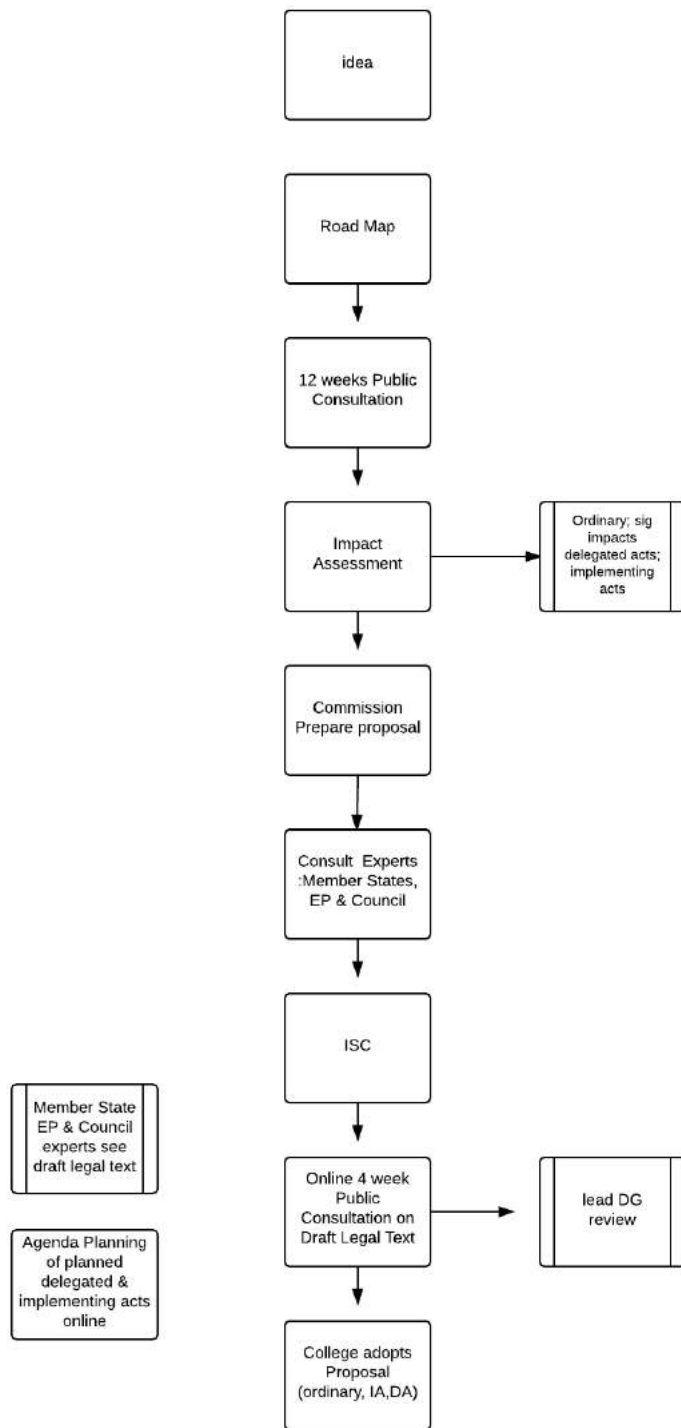 idea
Road Map
12 weeks Public
Consultation
Impact
Assessment
Ordinary; sig
impacts
delegated acts;
implementing
acts
Commission
Prepare proposal
Consult Experts
:Member States,
EP & Council
ISC
Member State
EP & Council
experts see
draft legal text
Online 4 week
Public
Consultation on
Draft Legal Text
lead DG
review
Agenda Planning
of planned
delegated &
implementing acts
online
College adopts
Proposal
(ordinary, IA,DA)